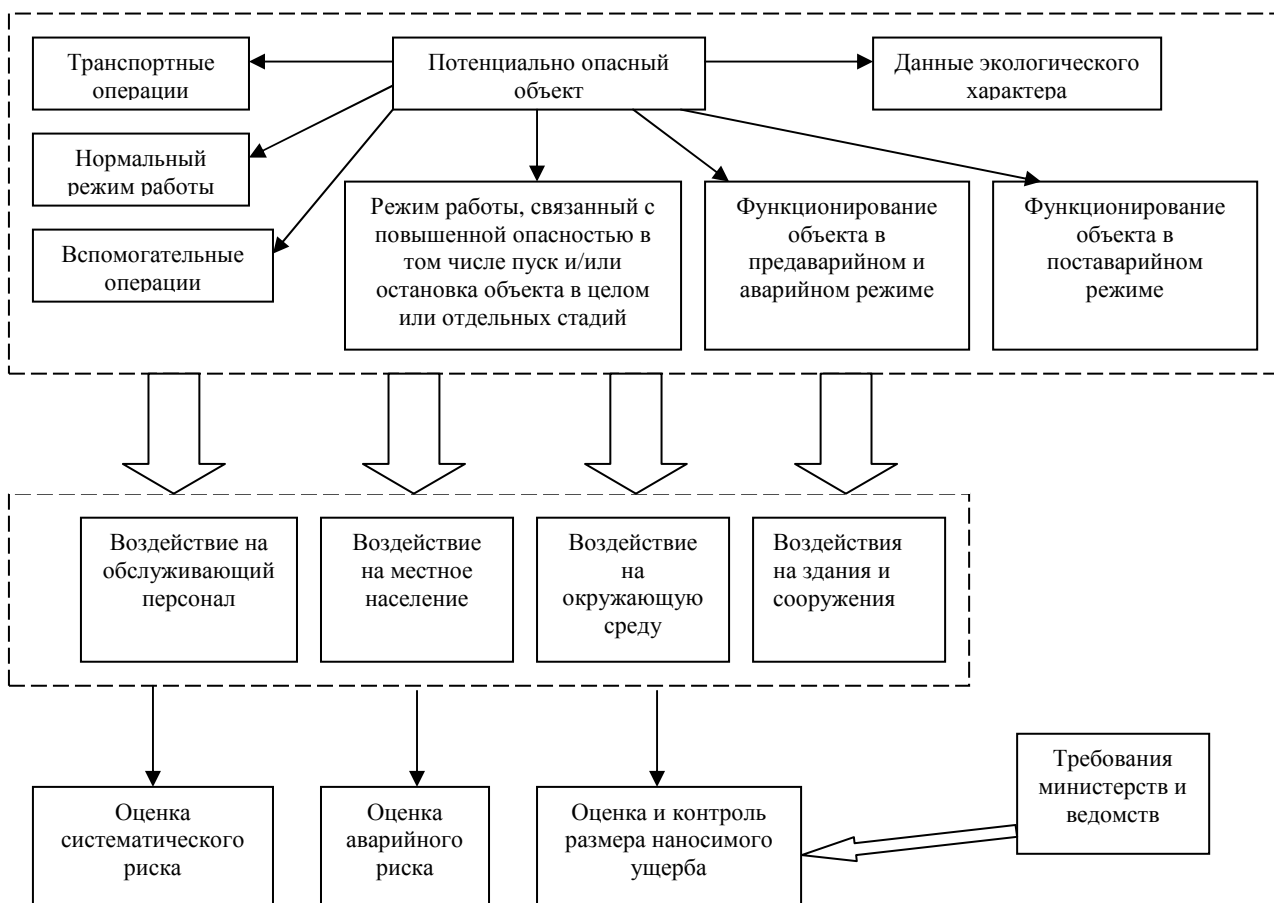 Транспортные
операции
Потенциально опасный
объект
Данные экологического
характера
Нормальный
режим работы
Вспомогательные
операции
Режим работы, связанный с
повышенной опасностью в
том числе пуск и/или
остановка объекта в целом
или отдельных стадий
Функционирование
объекта в
предаварийном и
аварийном режиме
Функционирование
объекта в
поставарийном
режиме
Воздействие на
обслуживающий
персонал
Воздействие
на местное
население
Воздействие
на
окружающую
среду
Воздействия
на здания и
сооружения
Требования
министерств и
ведомств
Оценка
систематического
риска
Оценка
аварийного
риска
Оценка и контроль
размера наносимого
ущерба